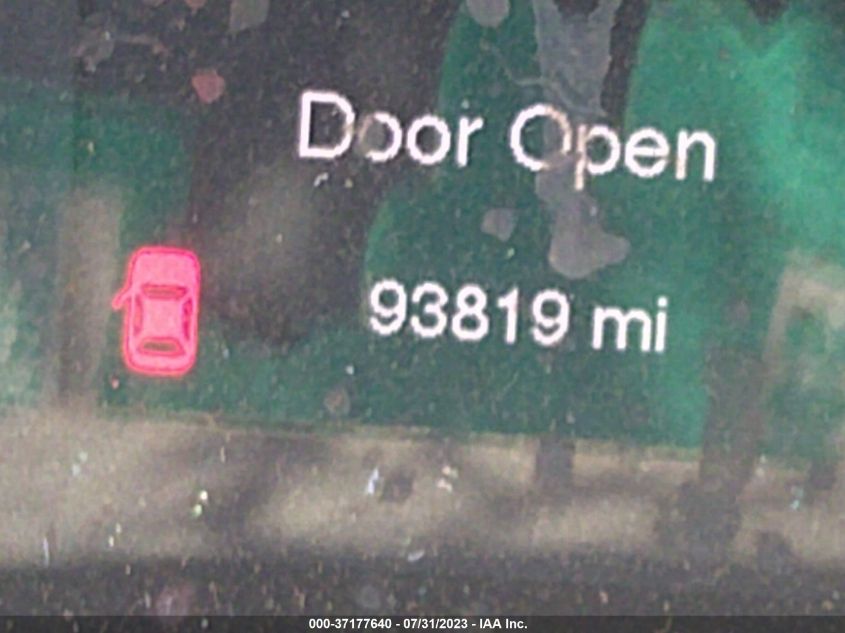 Door Open
93819 mi
000-37177640 - 07/31/2023 - IAA Inc.